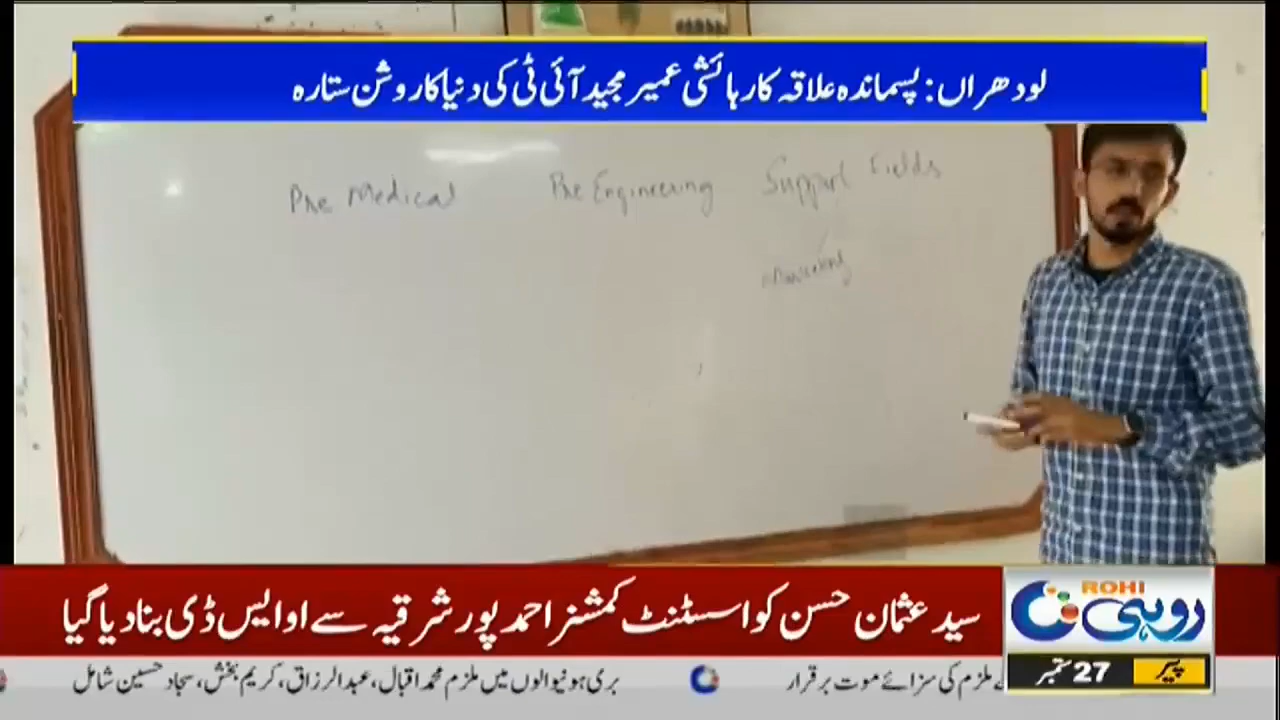 لودھراں: پسماندہ علاقہ کا رہائشی عمیر مجید آئی ٹی کی دنیا کا روشن ستارہ
Pre Medical Pre Engineering Support Fields
سید عثمان حسن کو اسسٹنٹ کمشنر احمد پور شرقیہ سے او ایس ڈی بنا دیا گیا
ROHI
روہی
پیر 27 ستمبر
ملزم کی سزائے موت برقرار
بری ہونیوالوں میں ملزم محمد اقبال، عبدالرزاق، کریم بخش، سجاد حسین شامل